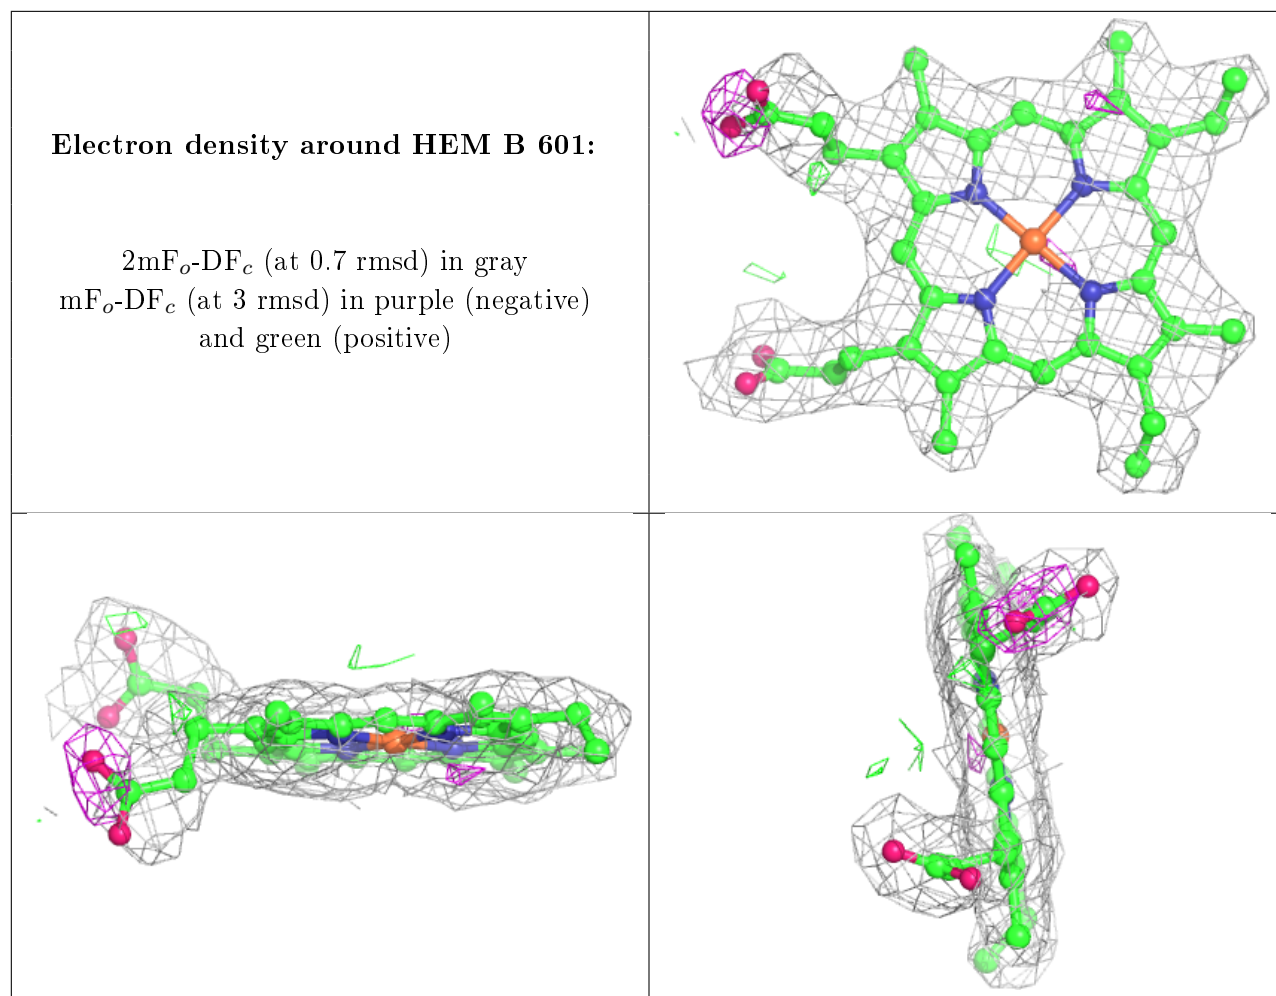 Electron density around HEM B 601:
2mFo-DFc (at 0.7 rmsd) in gray
mFo-DFc (at 3 rmsd) in purple (negative)
and green (positive)